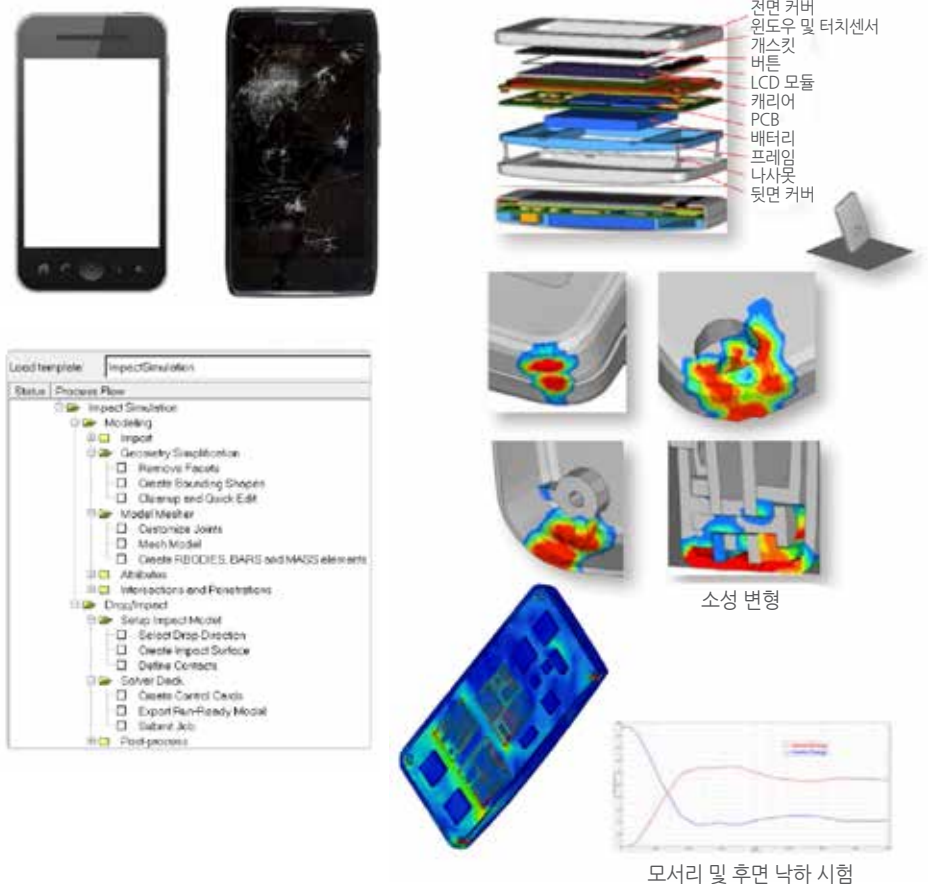 전면 커버
윈도우 및 터치센서
개스킷
버튼
LCD 모듈
캐리어
PCB
배터리
프레임
나사못
뒷면 커버
Load template: ImpactSimulation
Status Process Flow
Impact Simulation
Modeling
Import
Geometry Simplification
Remove Facets
Create Bounding Shapes
Cleanup and Quick Edit
Model Mesher
Customize Joints
Mesh Model
Create RBODIES, BARS and MASS elements
Attributes
Intersections and Penetrations
Drop/Impact
Setup Impact Model
Select Drop Direction
Create Impact Surface
Define Contacts
Solver Deck
Create Control Cards
Export Run-Ready Model
Submit Job
Post-process
소성 변형
모서리 및 후면 낙하 시험